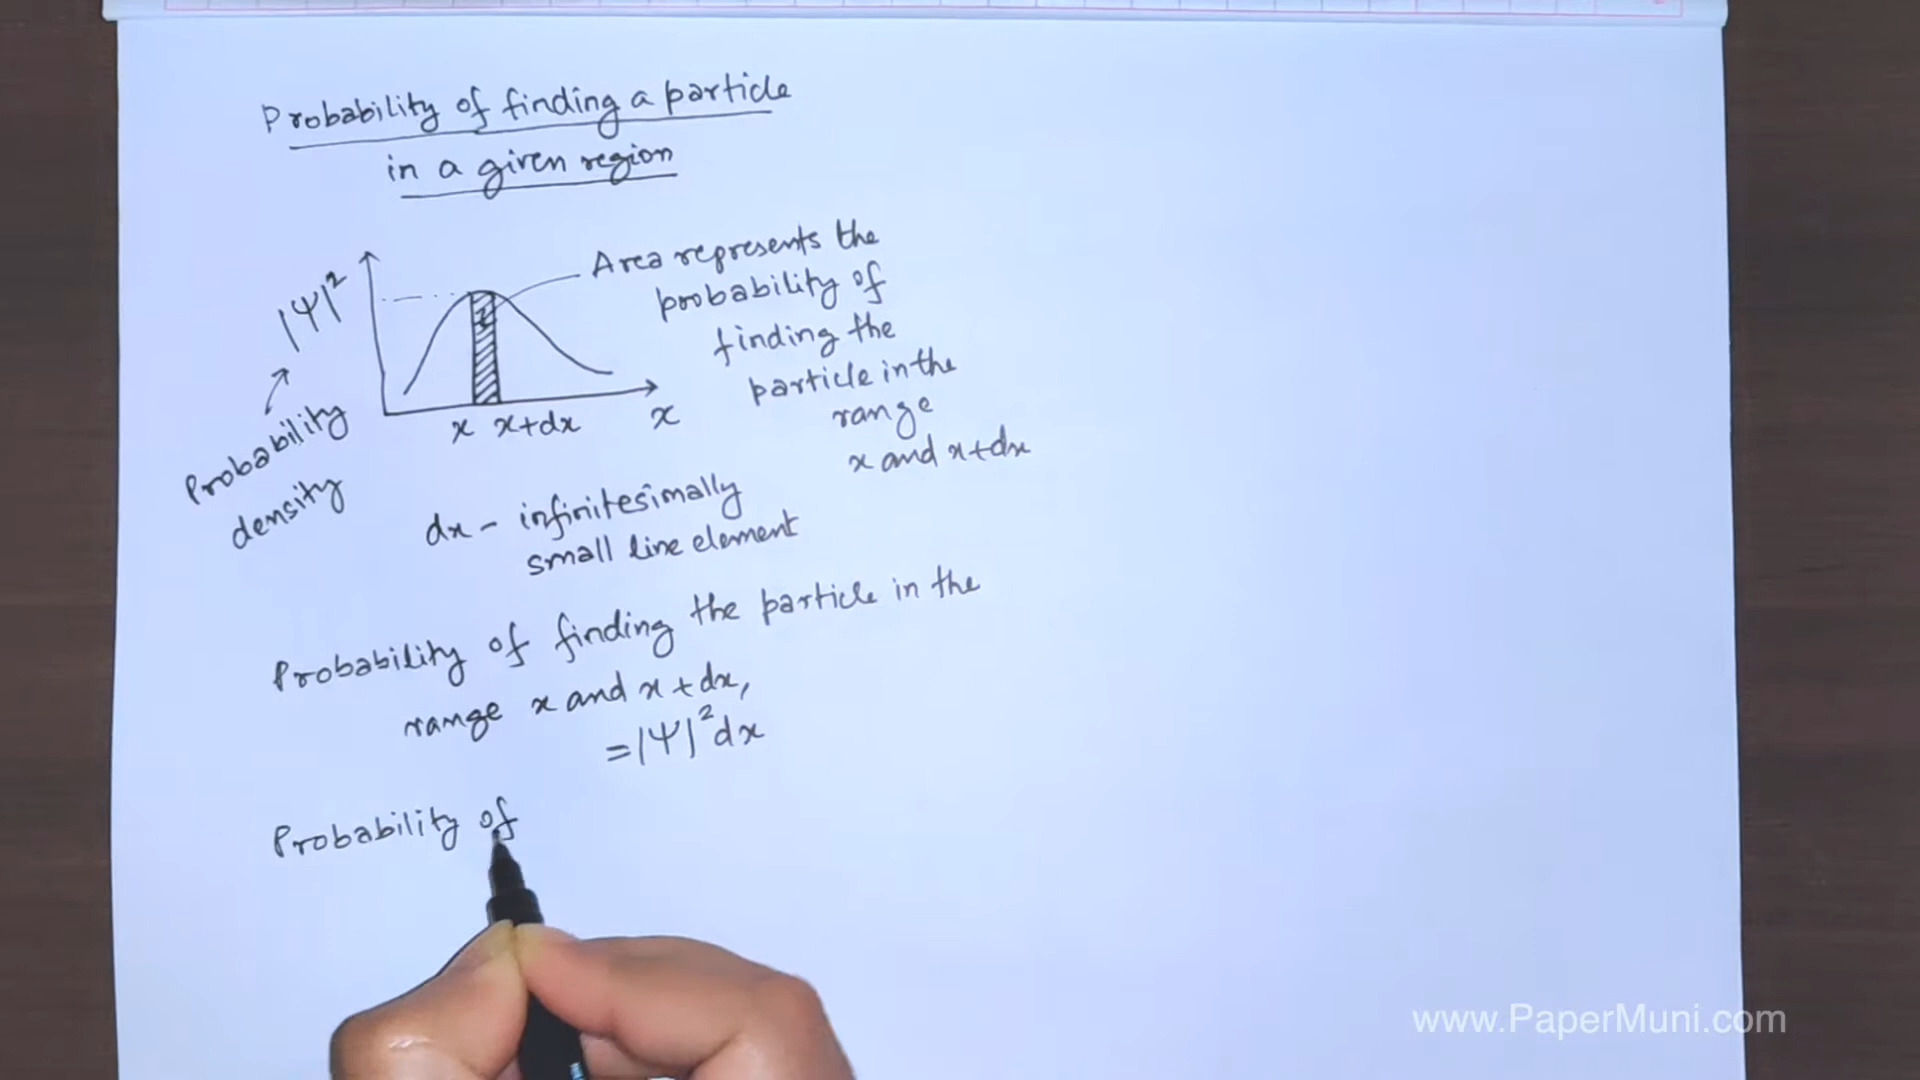 Probability of finding a particle
in a given region
|Ψ|²
Probability
density
x x+dx
x
Area represents the
probability of
finding the
particle in the
range
x and x+dx
dx - infinitesimally
small line element
Probability of finding the particle in the
range x and x+dx,
=|Ψ|²dx
Probability of
www.PaperMuni.com